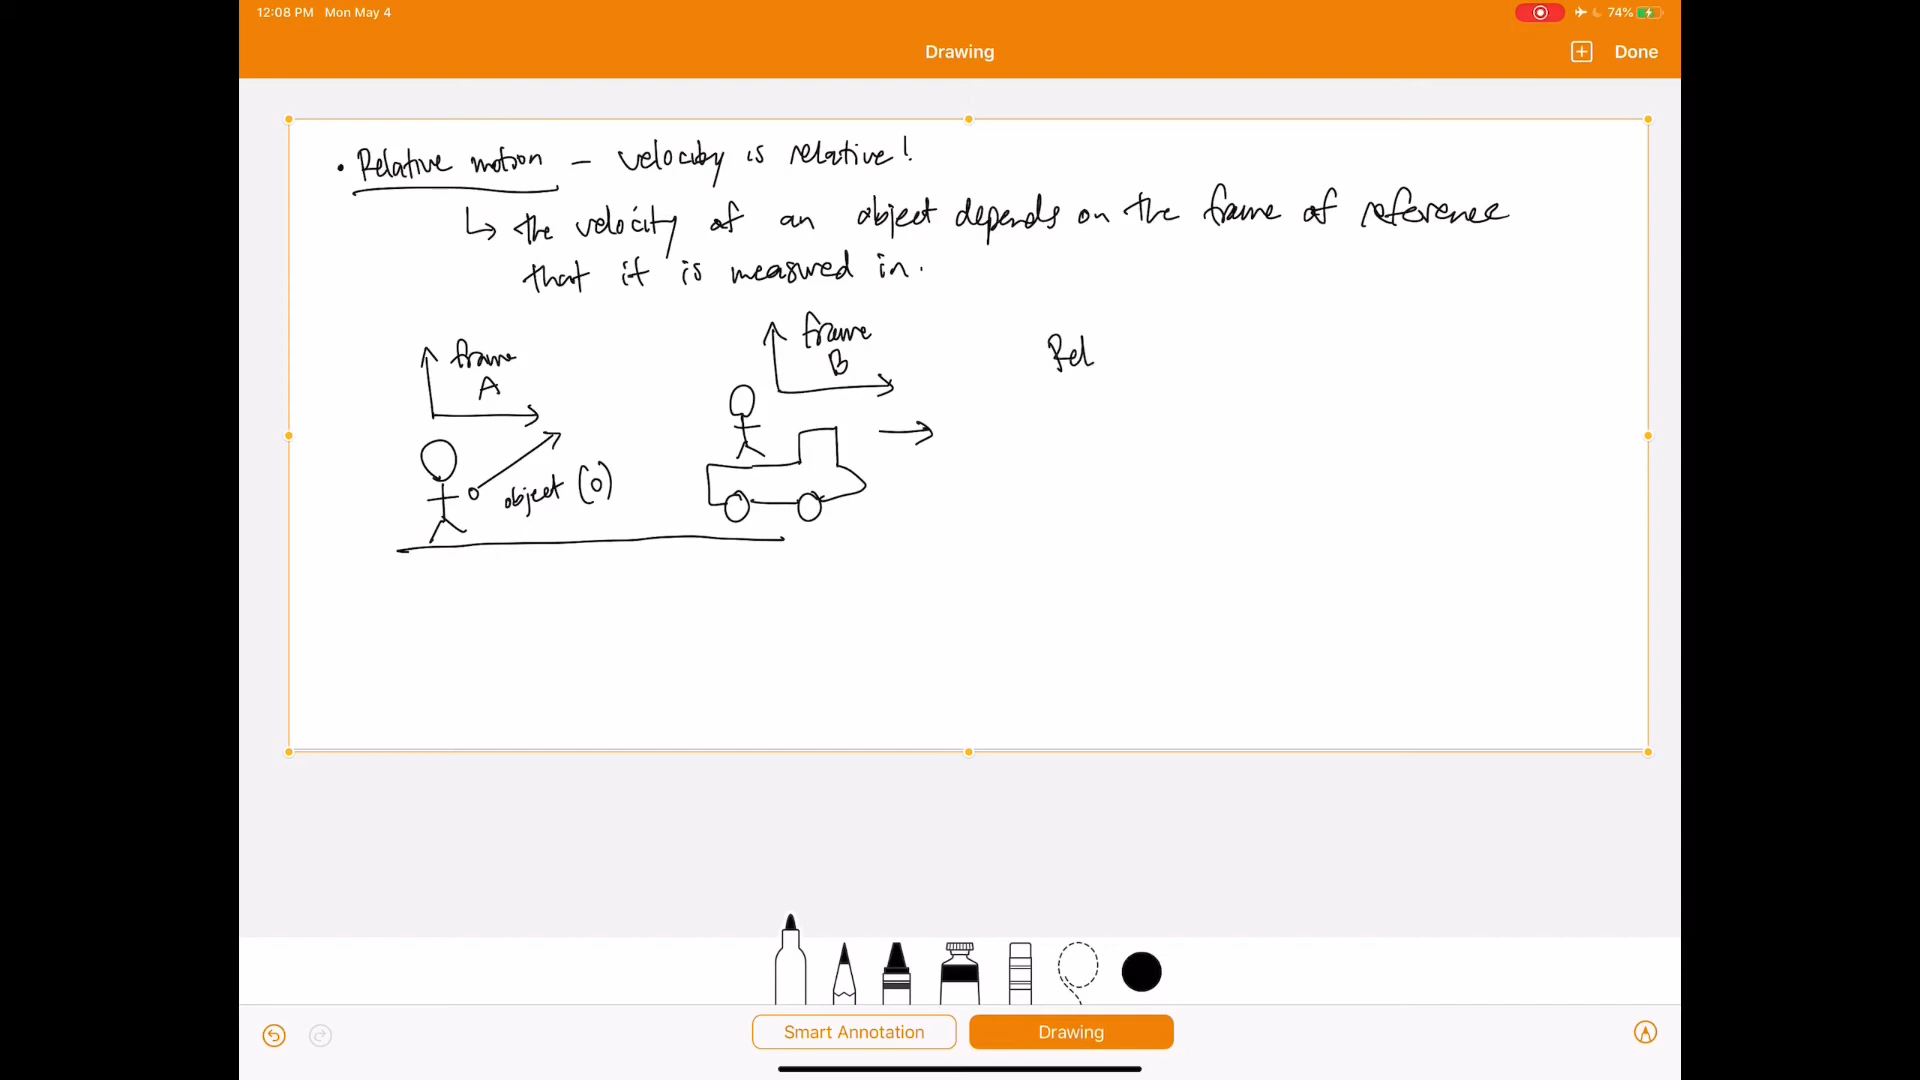 12:08 PM Mon May 4
74%
Drawing
Done
• Relative motion – velocity is relative!
↳ the velocity of an object depends on the frame of reference
that it is measured in.
frame
A
frame
B
Rel
object (0)
Smart Annotation
Drawing